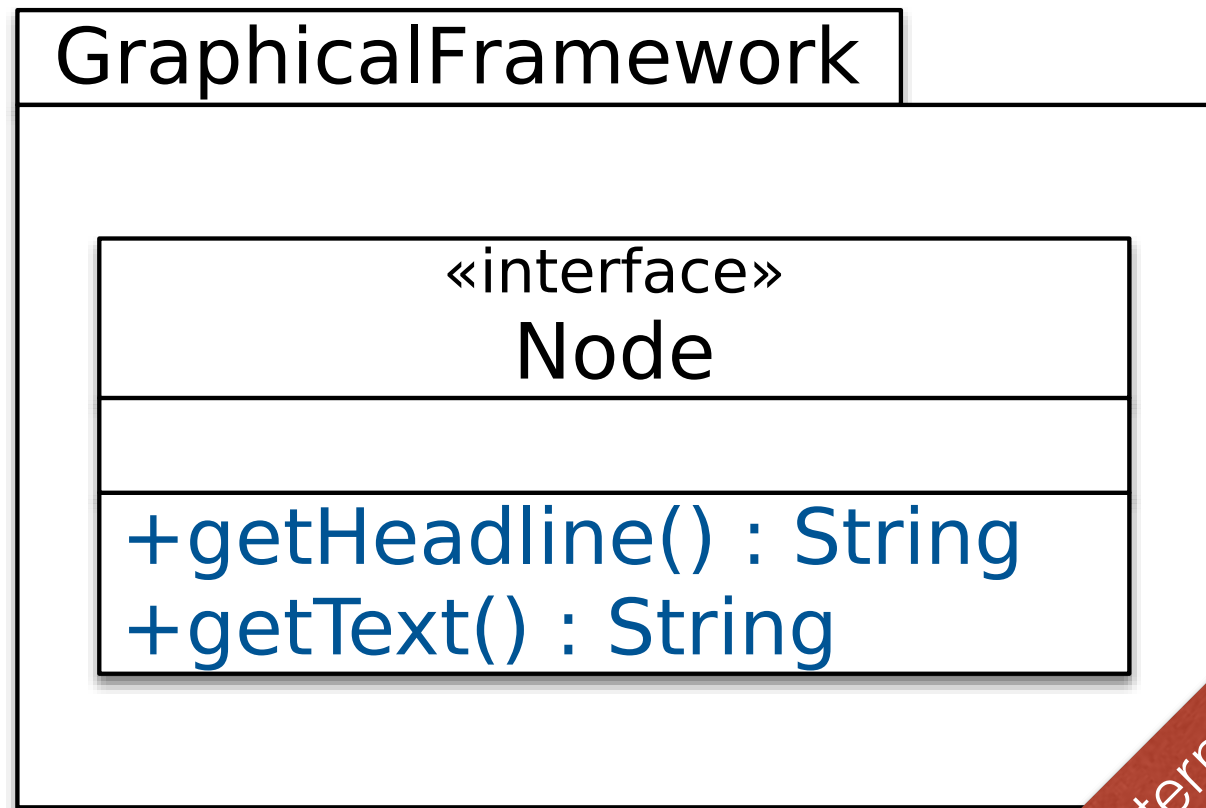 GraphicalFramework
«interface»
Node
+getHeadline() : String
+getText() : String